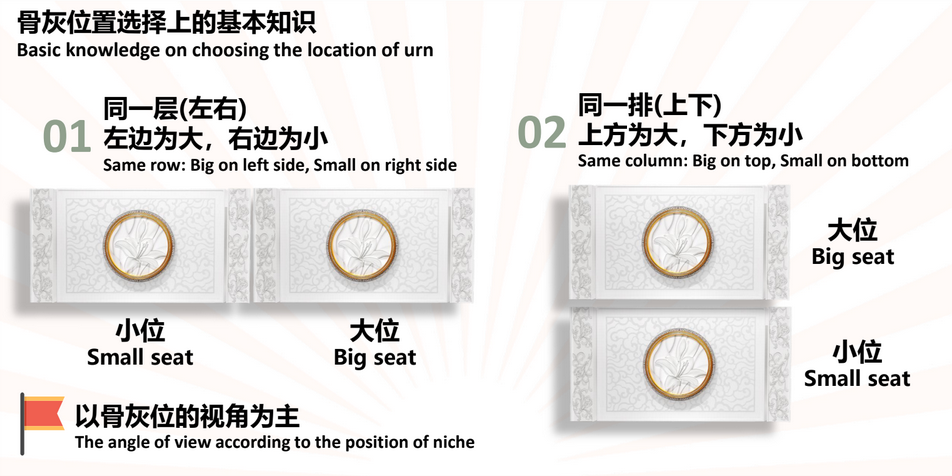 骨灰位置选择上的基本知识
Basic knowledge on choosing the location of urn
01
同一层(左右)
左边为大，右边为小
Same row: Big on left side, Small on right side
小位
Small seat
大位
Big seat
02
同一排(上下)
上方为大，下方为小
Same column: Big on top, Small on bottom
大位
Big seat
小位
Small seat
以骨灰位的视角为主
The angle of view according to the position of niche